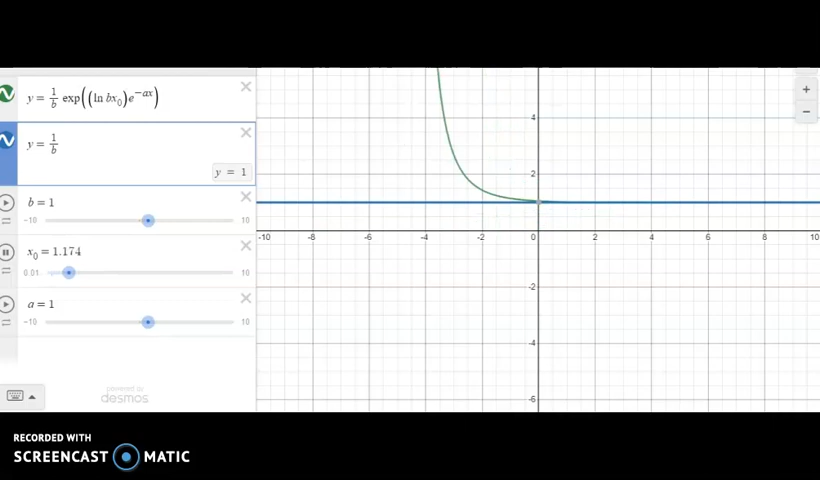 y = 1/b exp((ln bx₀)e^(−ax))
y = 1/b
y = 1
b = 1
-10 10
x₀ = 1.174
0.01 10
a = 1
-10 10
powered by
desmos
4
2
-10 -8 -6 -4 -2 0 2 4 6 8 10
-2
-4
-6
RECORDED WITH
SCREENCAST MATIC